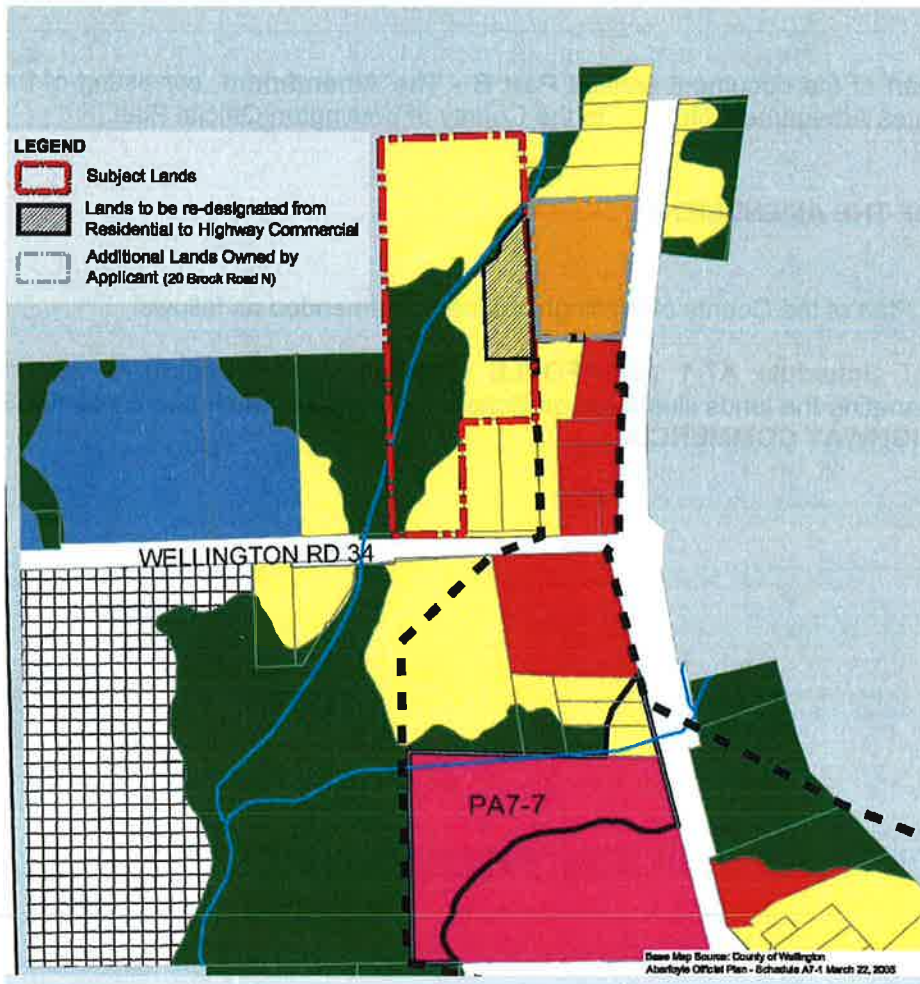 LEGEND
Subject Lands
Lands to be re-designated from
Residential to Highway Commercial
Additional Lands Owned by
Applicant (20 Brock Road N)
WELLINGTON RD 34
PA7-7
Base Map Source: County of Wellington
Aberfoyle Official Plan - Schedule A7-1 March 22, 2005